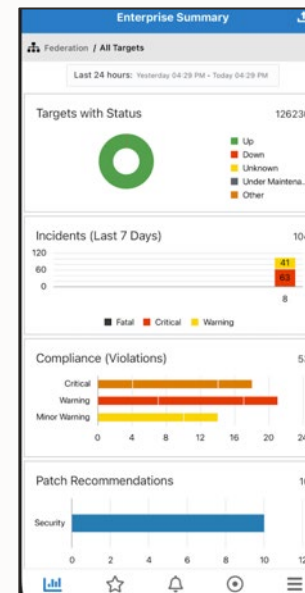 Enterprise Summary
Federation / All Targets
Last 24 hours: Yesterday 04:29 PM - Today 04:29 PM
Targets with Status
Up
Down
Unknown
Under Maintena...
Other
Incidents (Last 7 Days)
120
60
0
41
63
8
Fatal Critical Warning
Compliance (Violations)
Critical
Warning
Minor Warning
0 4 8 12 16 20 24
Patch Recommendations
Security
0 2 4 6 8 10 12